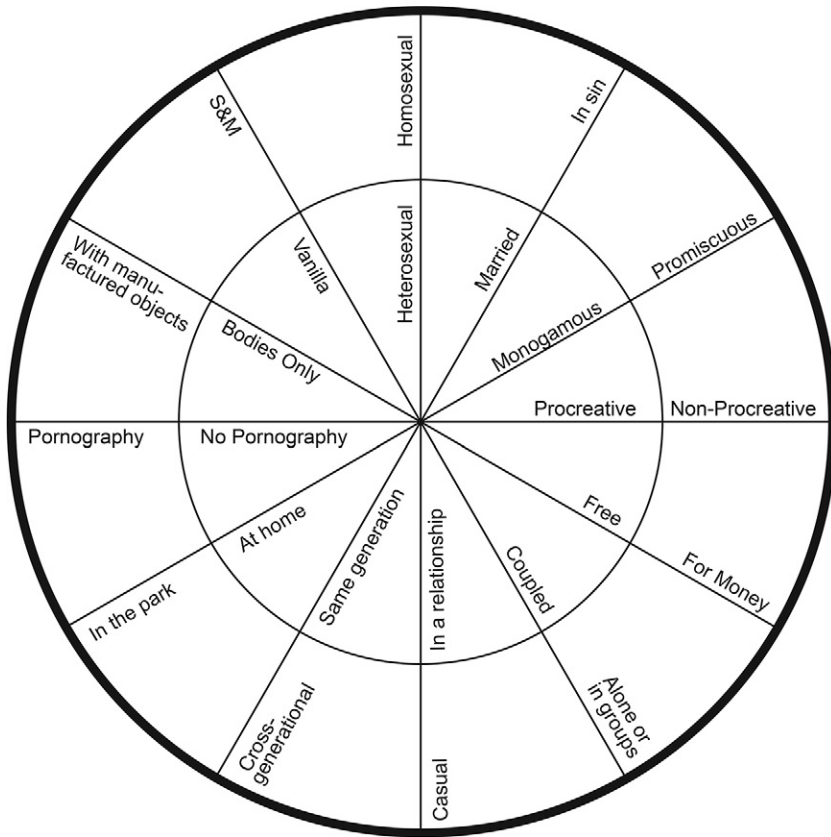 Homosexual
Heterosexual
In sin
Married
Promiscuous
Monogamous
Procreative
Non-Procreative
Free
For Money
Coupled
Alone or
in groups
In a relationship
Casual
Same generation
Cross-
generational
At home
In the park
No Pornography
Pornography
Bodies Only
With manu-
factured objects
Vanilla
S&M